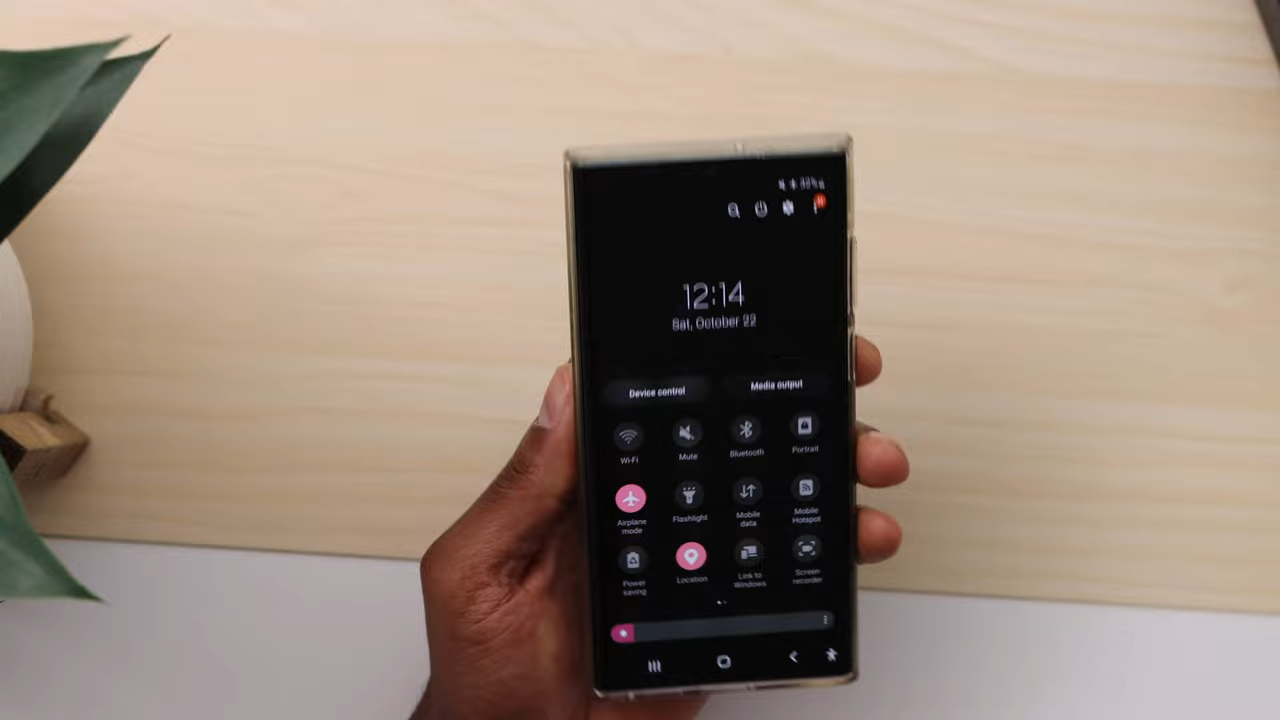 12:14
Sat, October 22
Device control
Media output
Wi-Fi
Mute
Bluetooth
Portrait
Airplane
mode
Flashlight
Mobile
data
Mobile
Hotspot
Power
saving
Location
Link to
Windows
Screen
recorder